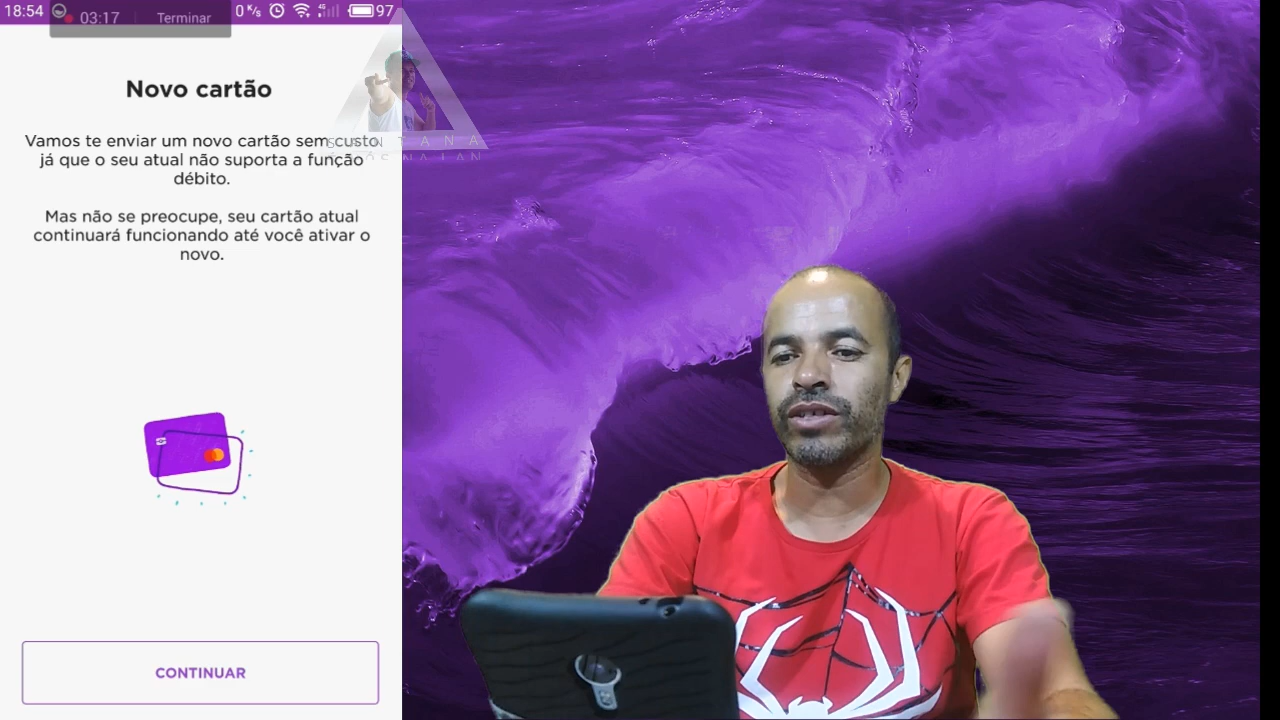 18:54 03:17 Terminar 0 K/s 4G 97
Novo cartão
Vamos te enviar um novo cartão sem custo
já que o seu atual não suporta a função
débito.
Mas não se preocupe, seu cartão atual
continuará funcionando até você ativar o
novo.
CONTINUAR